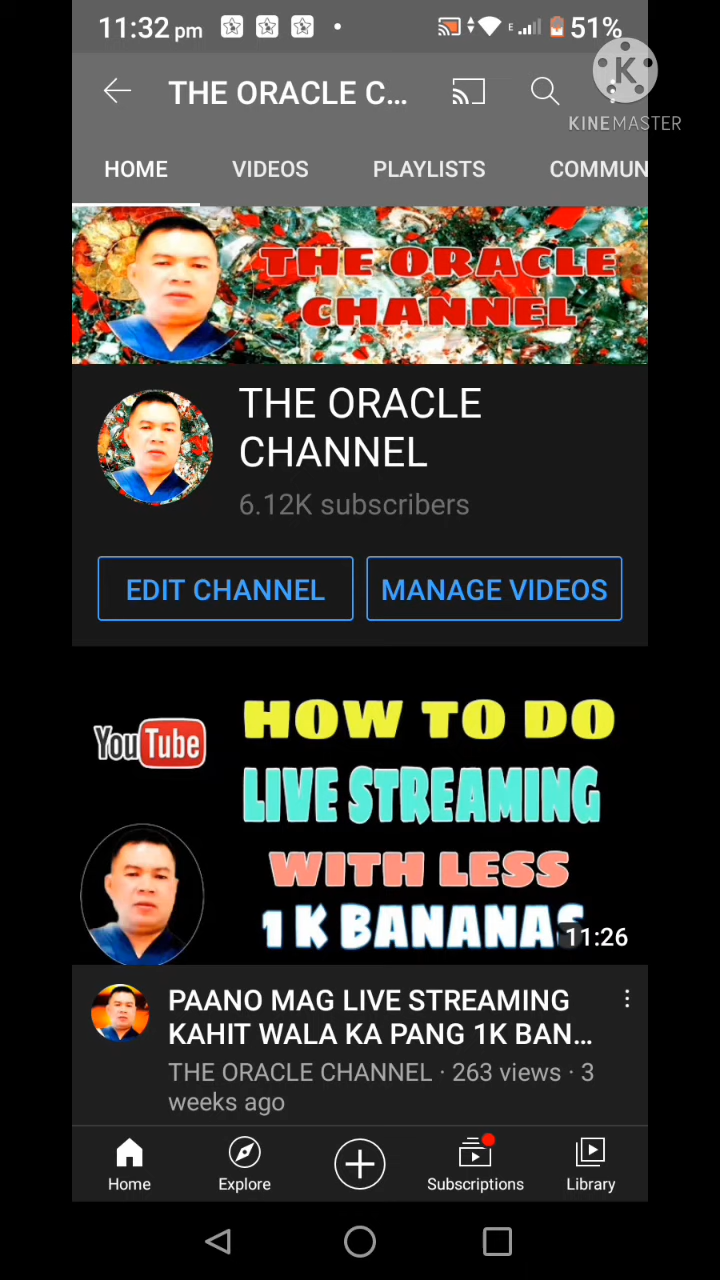 11:32 pm E 51%
K
KINEMASTER
THE ORACLE C...
HOME VIDEOS PLAYLISTS COMMUN
THE ORACLE
CHANNEL
THE ORACLE
CHANNEL
6.12K subscribers
EDIT CHANNEL MANAGE VIDEOS
YouTube
HOW TO DO
LIVE STREAMING
WITH LESS
1 K BANANAS
11:26
PAANO MAG LIVE STREAMING
KAHIT WALA KA PANG 1K BAN...
THE ORACLE CHANNEL · 263 views · 3
weeks ago
Home Explore Subscriptions Library